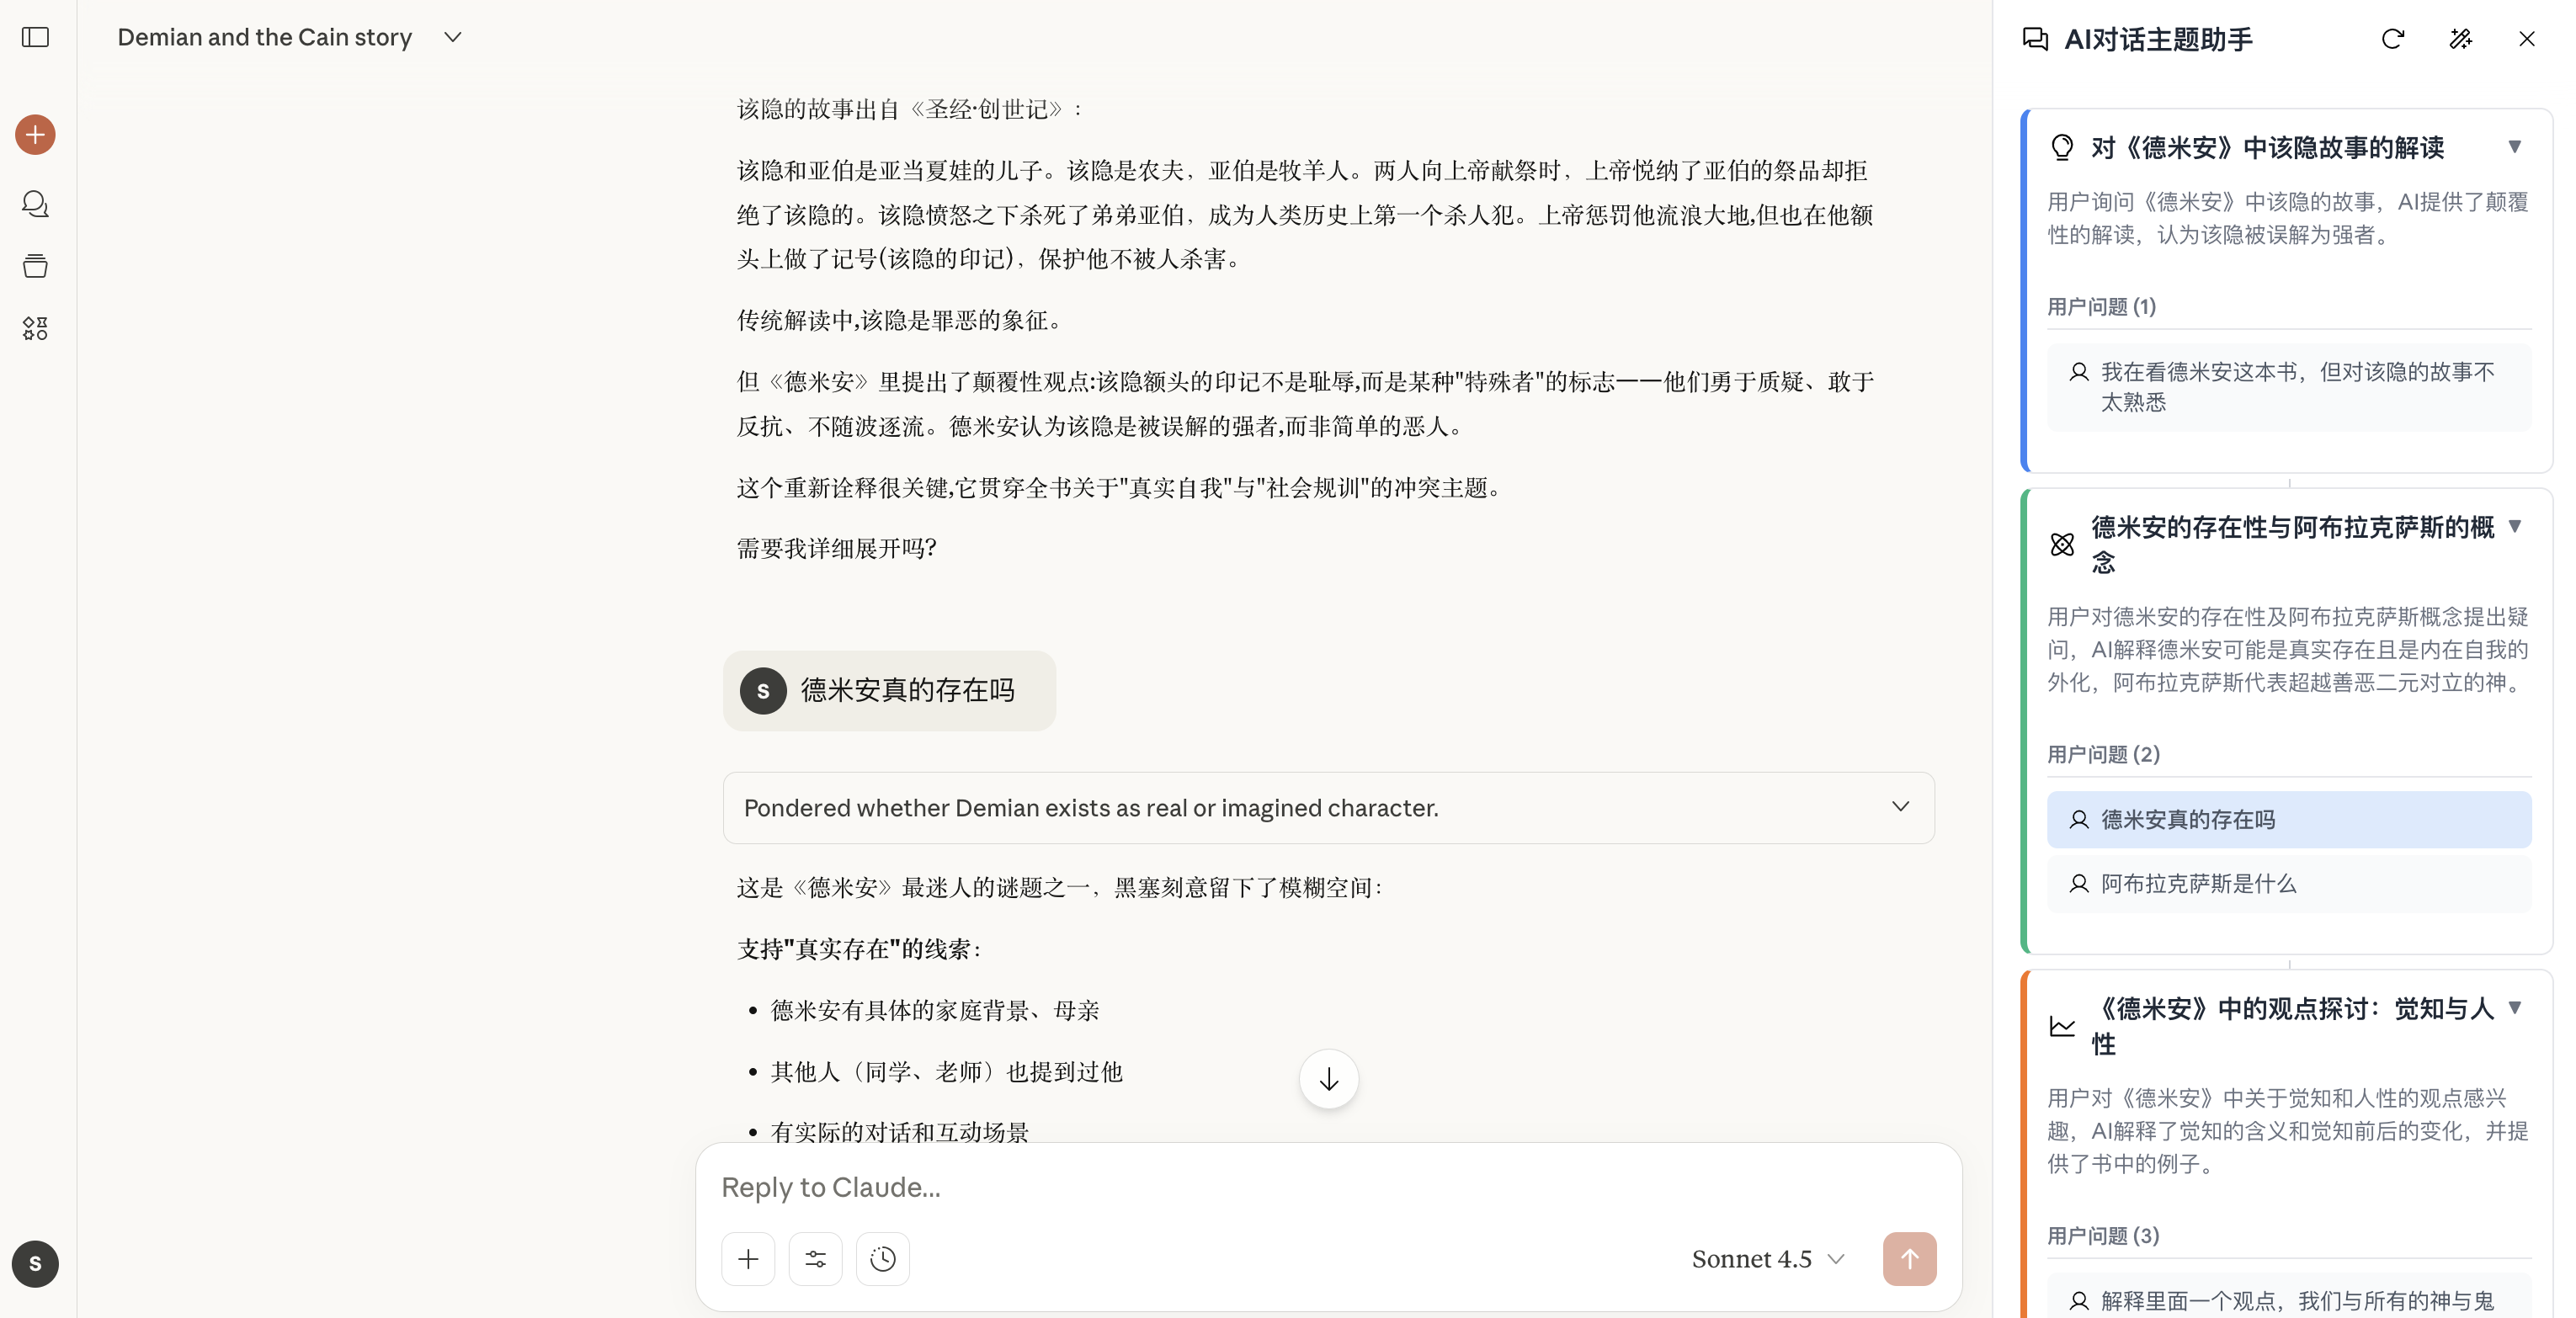 Demian and the Cain story
该隐的故事出自《圣经·创世记》:
该隐和亚伯是亚当夏娃的儿子。该隐是农夫，亚伯是牧羊人。两人向上帝献祭时，上帝悦纳了亚伯的祭品却拒
绝了该隐的。该隐愤怒之下杀死了弟弟亚伯，成为人类历史上第一个杀人犯。上帝惩罚他流浪大地,但也在他额
头上做了记号(该隐的印记)，保护他不被人杀害。
传统解读中,该隐是罪恶的象征。
但《德米安》里提出了颠覆性观点:该隐额头的印记不是耻辱,而是某种"特殊者"的标志——他们勇于质疑、敢于
反抗、不随波逐流。德米安认为该隐是被误解的强者,而非简单的恶人。
这个重新诠释很关键,它贯穿全书关于"真实自我"与"社会规训"的冲突主题。
需要我详细展开吗?
S
德米安真的存在吗
Pondered whether Demian exists as real or imagined character.
这是《德米安》最迷人的谜题之一，黑塞刻意留下了模糊空间:
支持"真实存在"的线索:
• 德米安有具体的家庭背景、母亲
• 其他人（同学、老师）也提到过他
• 有实际的对话和互动场景
Reply to Claude...
Sonnet 4.5
S
AI对话主题助手
对《德米安》中该隐故事的解读
用户询问《德米安》中该隐的故事，AI提供了颠覆
性的解读，认为该隐被误解为强者。
用户问题 (1)
我在看德米安这本书，但对该隐的故事不
太熟悉
德米安的存在性与阿布拉克萨斯的概
念
用户对德米安的存在性及阿布拉克萨斯概念提出疑
问，AI解释德米安可能是真实存在且是内在自我的
外化，阿布拉克萨斯代表超越善恶二元对立的神。
用户问题 (2)
德米安真的存在吗
阿布拉克萨斯是什么
《德米安》中的观点探讨：觉知与人
性
用户对《德米安》中关于觉知和人性的观点感兴
趣，AI解释了觉知的含义和觉知前后的变化，并提
供了书中的例子。
用户问题 (3)
解释里面一个观点，我们与所有的神与鬼